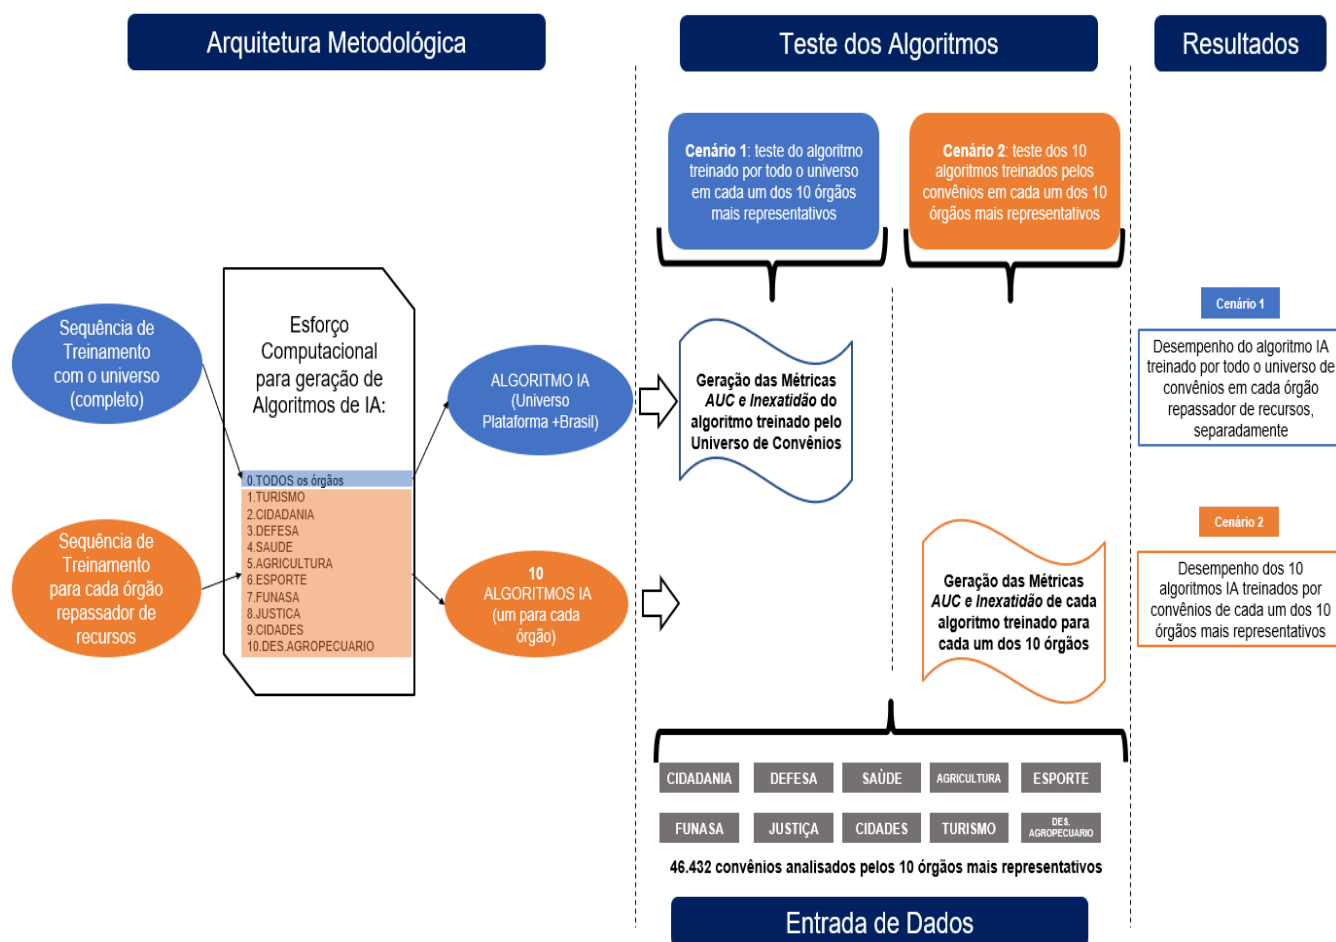 Arquitetura Metodológica
Teste dos Algoritmos
Resultados
Cenário 1: teste do algoritmo
treinado por todo o universo
em cada um dos 10 órgãos
mais representativos
Cenário 2: teste dos 10
algoritmos treinados pelos
convênios em cada um dos 10
órgãos mais representativos
Sequência de
Treinamento
com o universo
(completo)
Sequência de
Treinamento
para cada órgão
repassador de
recursos
Esforço
Computacional
para geração de
Algoritmos de IA:
0.TODOS os órgãos
1.TURISMO
2.CIDADANIA
3.DEFESA
4.SAUDE
5.AGRICULTURA
6.ESPORTE
7.FUNASA
8.JUSTICA
9.CIDADES
10.DES.AGROPECUARIO
ALGORITMO IA
(Universo
Plataforma +Brasil)
10
ALGORITMOS IA
(um para cada
órgão)
Geração das Métricas
AUC e Inexatidão do
algoritmo treinado pelo
Universo de Convênios
Geração das Métricas
AUC e Inexatidão de cada
algoritmo treinado para
cada um dos 10 órgãos
Cenário 1
Desempenho do algoritmo IA
treinado por todo o universo de
convênios em cada órgão
repassador de recursos,
separadamente
Cenário 2
Desempenho dos 10
algoritmos IA treinados por
convênios de cada um dos 10
órgãos mais representativos
CIDADANIA
DEFESA
SAÙDE
AGRICULTURA
ESPORTE
FUNASA
JUSTIÇA
CIDADES
TURISMO
DES.
AGROPECUARIO
46.432 convênios analisados pelos 10 órgãos mais representativos
Entrada de Dados